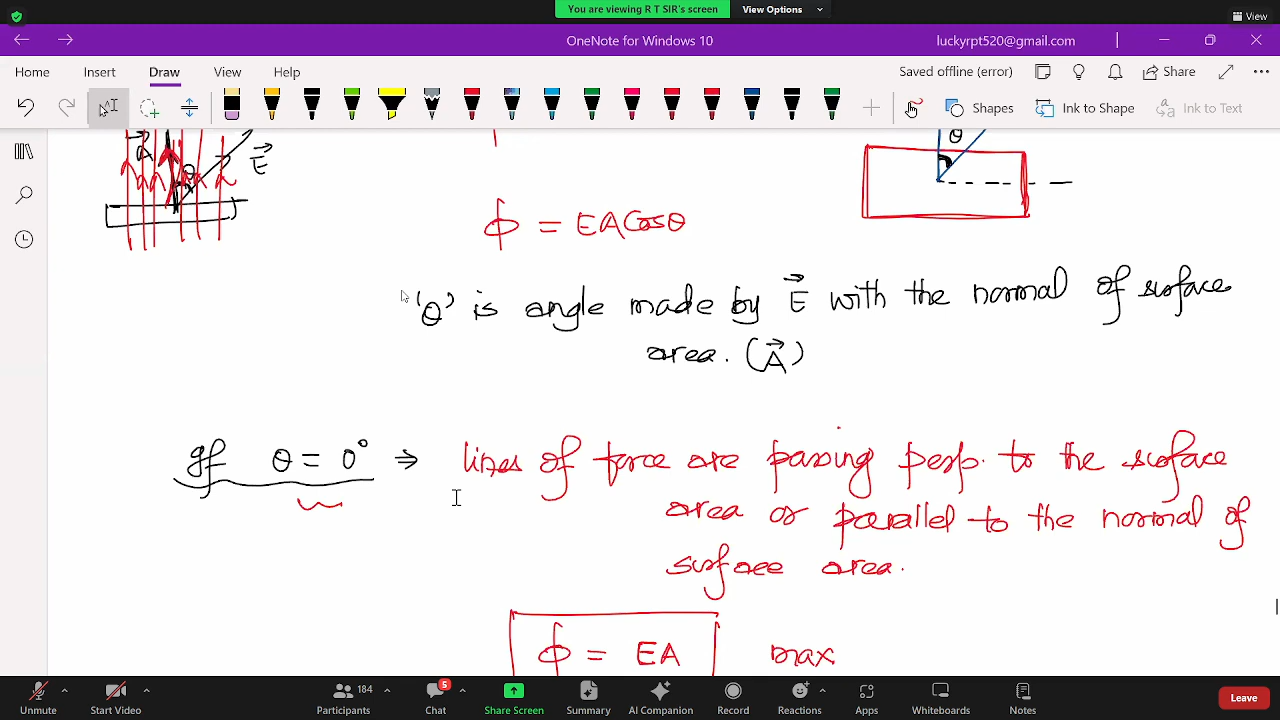 You are viewing R T SIR's screen
View Options
View
OneNote for Windows 10
luckyrpt520@gmail.com
Home Insert Draw View Help
Saved offline (error)
Share
Shapes
Ink to Shape
Ink to Text
θ
E
θ
ϕ = EACosθ
'θ' is angle made by E⃗ with the normal of surface
area. (A⃗)
If θ = 0° ⇒ lines of force are passing perp. to the surface
area or parallel to the normal of
surface area.
ϕ = EA max
184
5
Unmute
Start Video
Participants
Chat
Share Screen
Summary
AI Companion
Record
Reactions
Apps
Whiteboards
Notes
Leave